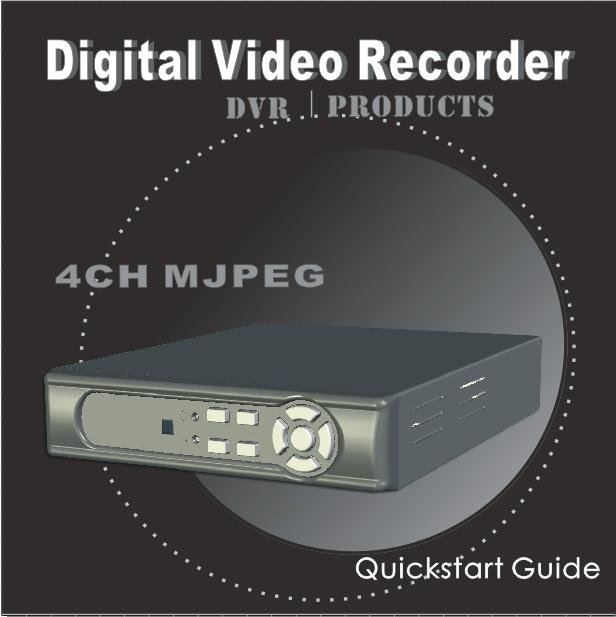 Digital Video Recorder
DVR | PRODUCTS
4CH MJPEG
Quickstart Guide